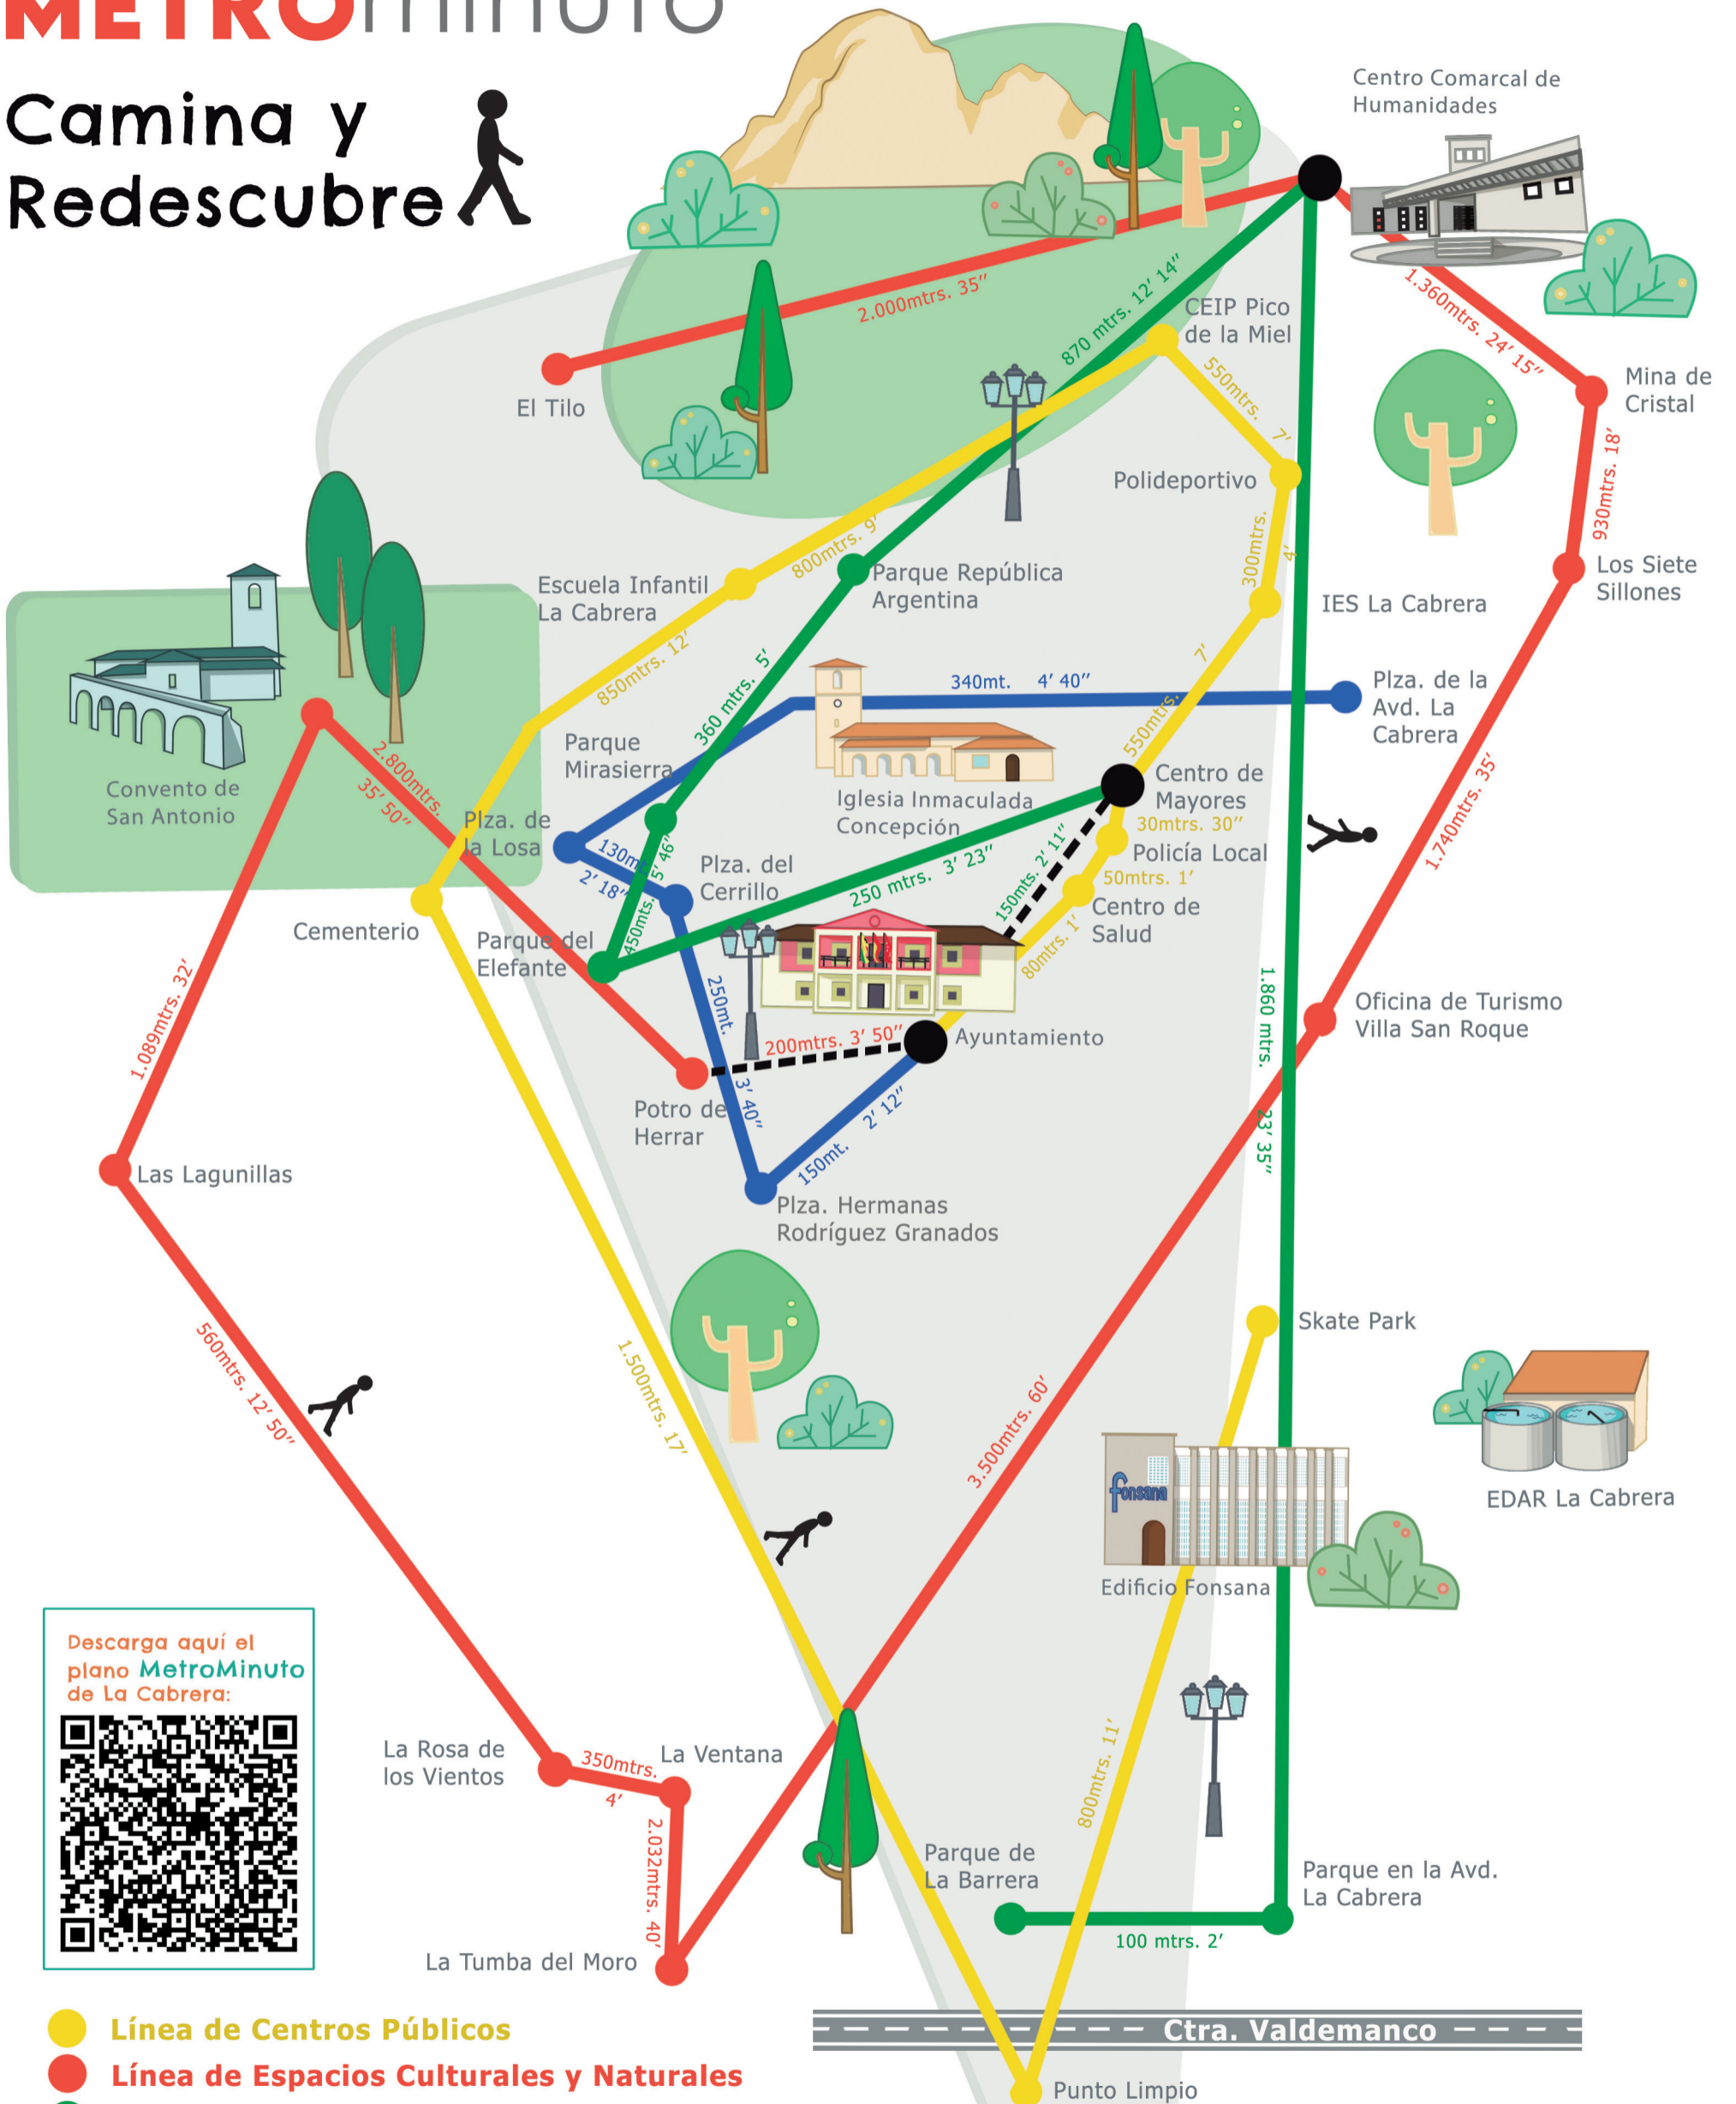 METROminuto
Camina y
Redescubre
Centro Comarcal de
Humanidades
1.360mtrs. 24’ 15”
2.000mtrs. 35”
870 mtrs. 12’ 14”
CEIP Pico
de la Miel
550mtrs. 7’
Mina de
Cristal
El Tilo
930mtrs. 18’
Polideportivo
300mtrs. 4’
800mtrs. 9’
Escuela Infantil
La Cabrera
Parque República
Argentina
Los Siete
Sillones
IES La Cabrera
850mtrs. 12’
360 mtrs. 5’
7’
550mtrs.
340mt. 4’ 40”
Plza. de la
Avd. La
Cabrera
Parque
Mirasierra
2.800mtrs.
35’ 50”
Convento de
San Antonio
Iglesia Inmaculada
Concepción
Centro de
Mayores
1.740mtrs. 35’
30mtrs. 30”
Policía Local
Plza. de
la Losa
130mt.
2’ 18”
450mts. 5’ 46”
Plza. del
Cerrillo
250 mtrs. 3’ 23”
150mts. 2’ 11”
50mtrs. 1’
Centro de
Salud
80mtrs. 1’
Cementerio
Parque del
Elefante
1.089mtrs. 32’
250mt.
3’ 40”
1.860 mtrs. 23’ 35”
Oficina de Turismo
Villa San Roque
200mtrs. 3’ 50”
Ayuntamiento
Potro de
Herrar
150mt. 2’ 12”
Las Lagunillas
Plza. Hermanas
Rodríguez Granados
560mtrs. 12’ 50”
1.500mtrs. 17’
3.500mtrs. 60’
Skate Park
fonsana
EDAR La Cabrera
Edificio Fonsana
Descarga aquí el
plano MetroMinuto
de La Cabrera:
La Rosa de
los Vientos
350mtrs.
4’
La Ventana
2.032mtrs. 40’
800mtrs. 11’
Parque de
La Barrera
Parque en la Avd.
La Cabrera
100 mtrs. 2’
La Tumba del Moro
Línea de Centros Públicos
Línea de Espacios Culturales y Naturales
Ctra. Valdemanco
Punto Limpio